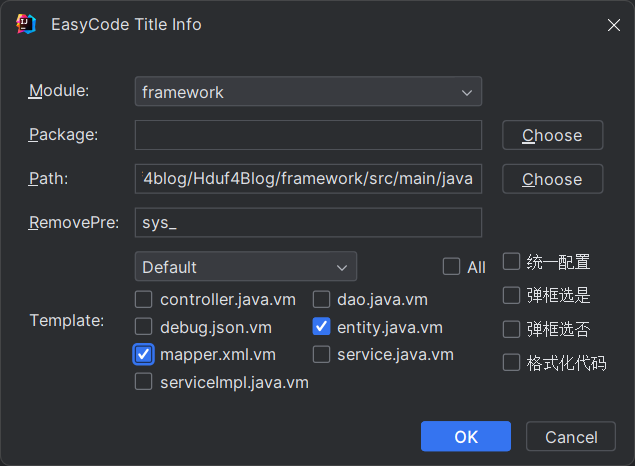 EasyCode Title Info
Module: framework
Package: Choose
Path: 4blog/Hduf4Blog/framework/src/main/java Choose
RemovePre: sys_
Default All 统一配置
controller.java.vm dao.java.vm 弹框选是
Template: debug.json.vm entity.java.vm 弹框选否
mapper.xml.vm service.java.vm 格式化代码
serviceImpl.java.vm
OK Cancel